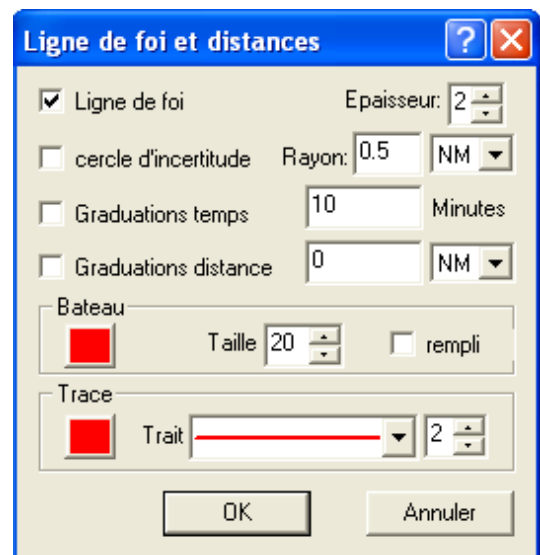 Ligne de foi et distances
Ligne de foi Epaisseur: 2
cercle d'incertitude Rayon: 0.5 NM
Graduations temps 10 Minutes
Graduations distance 0 NM
Bateau
Taille 20 rempli
Trace
Trait 2
OK Annuler